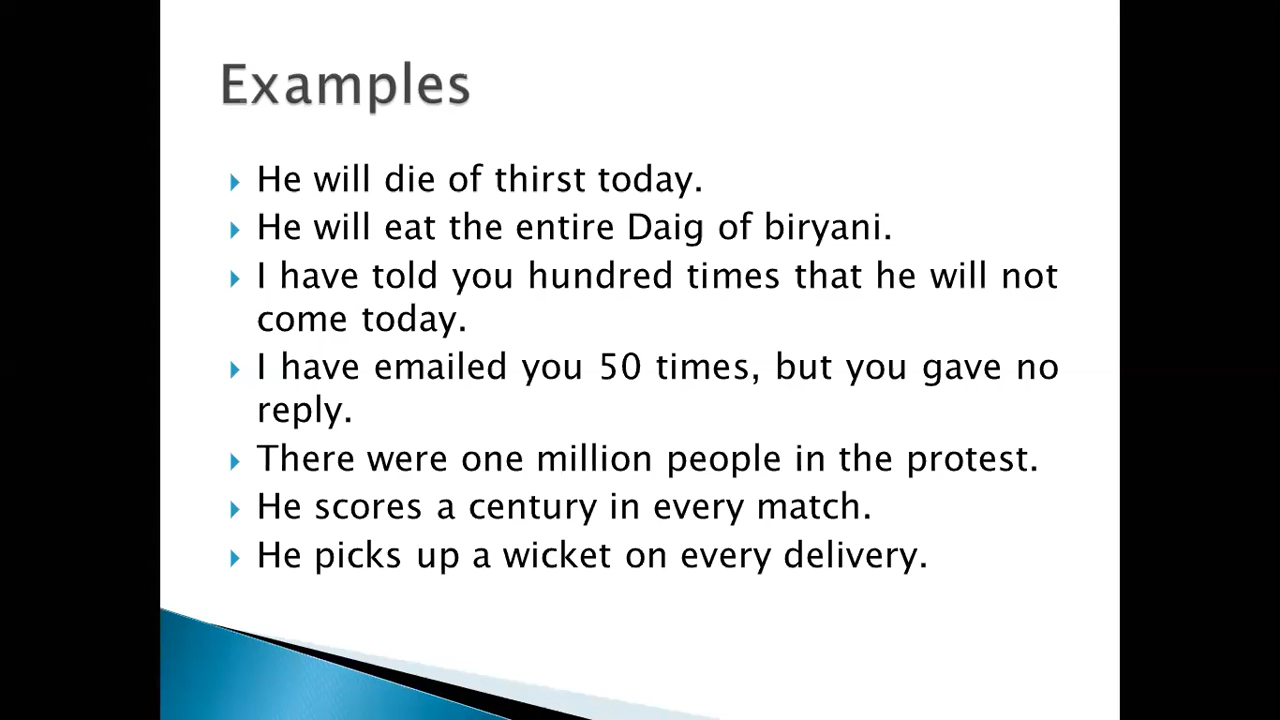 Examples
He will die of thirst today.
He will eat the entire Daig of biryani.
I have told you hundred times that he will not
come today.
I have emailed you 50 times, but you gave no
reply.
There were one million people in the protest.
He scores a century in every match.
He picks up a wicket on every delivery.